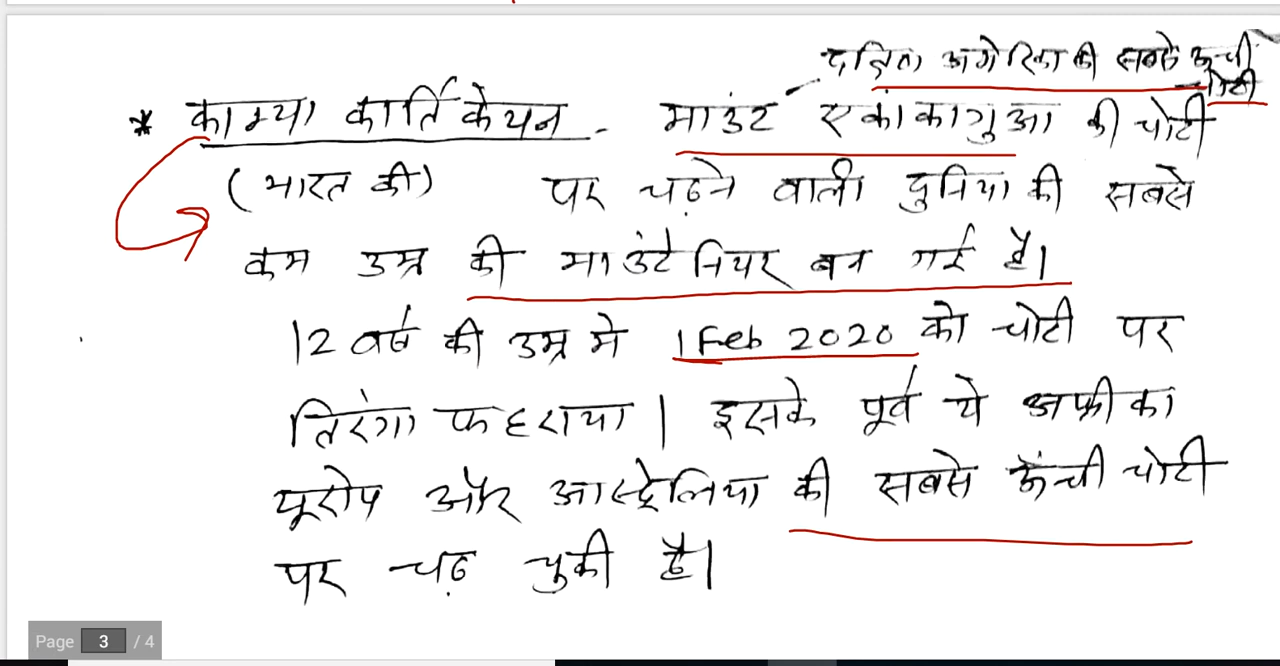 दक्षिण अमेरिका की सबसे ऊंची
चोटी
* काम्या कार्तिकेयन - माउंट एकांकागुआ की चोटी
(भारत की) पर चढ़ने वाली दुनिया की सबसे
कम उम्र की माउंटेनियर बन गई है।
12 वर्ष की उम्र मे 1 Feb 2020 को चोटी पर
तिरंगा फहराया। इसके पूर्व ये अफ्रीका
यूरोप और आस्ट्रेलिया की सबसे ऊंची चोटी
पर चढ़ चुकी है।
Page 3 / 4